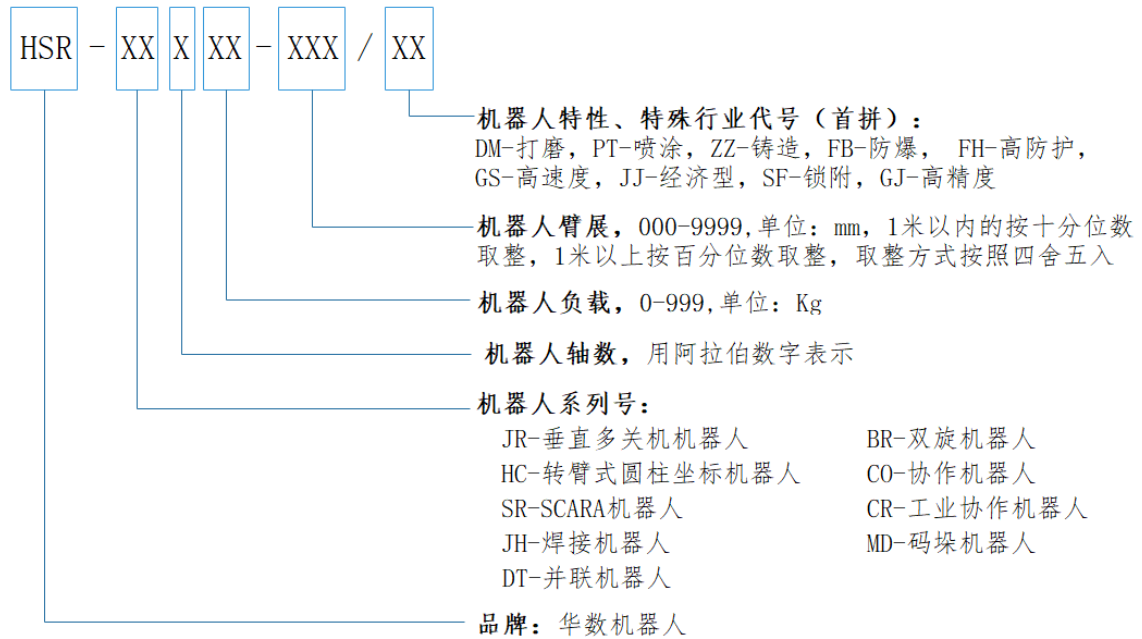 HSR - XX X XX - XXX / XX
机器人特性、特殊行业代号（首拼）：
DM-打磨，PT-喷涂，ZZ-铸造，FB-防爆， FH-高防护，
GS-高速度，JJ-经济型，SF-锁附，GJ-高精度
机器人臂展，000-9999,单位：mm，1米以内的按十分位数
取整，1米以上按百分位数取整，取整方式按照四舍五入
机器人负载，0-999,单位：Kg
机器人轴数，用阿拉伯数字表示
机器人系列号：
JR-垂直多关机机器人 BR-双旋机器人
HC-转臂式圆柱坐标机器人 CO-协作机器人
SR-SCARA机器人 CR-工业协作机器人
JH-焊接机器人 MD-码垛机器人
DT-并联机器人
品牌：华数机器人